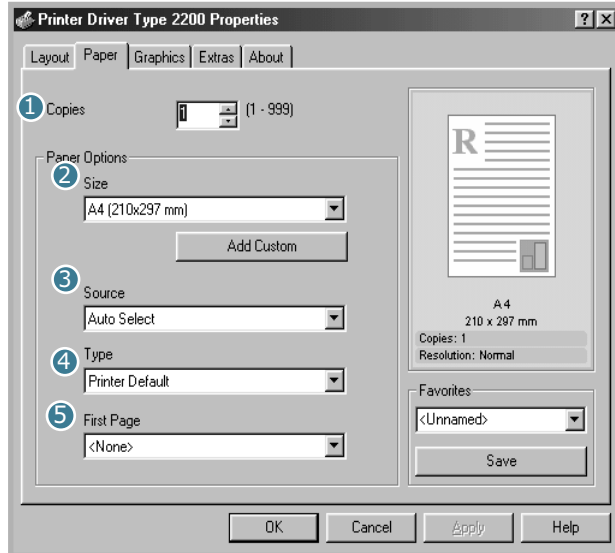 Printer Driver Type 2200 Properties
Layout Paper Graphics Extras About
1 Copies 1 (1 - 999)
Paper Options
2 Size
A4 (210x297 mm)
Add Custom
3 Source
Auto Select
4 Type
Printer Default
5 First Page
<None>
R
A4
210 x 297 mm
Copies: 1
Resolution: Normal
Favorites
<Unnamed>
Save
OK Cancel Apply Help